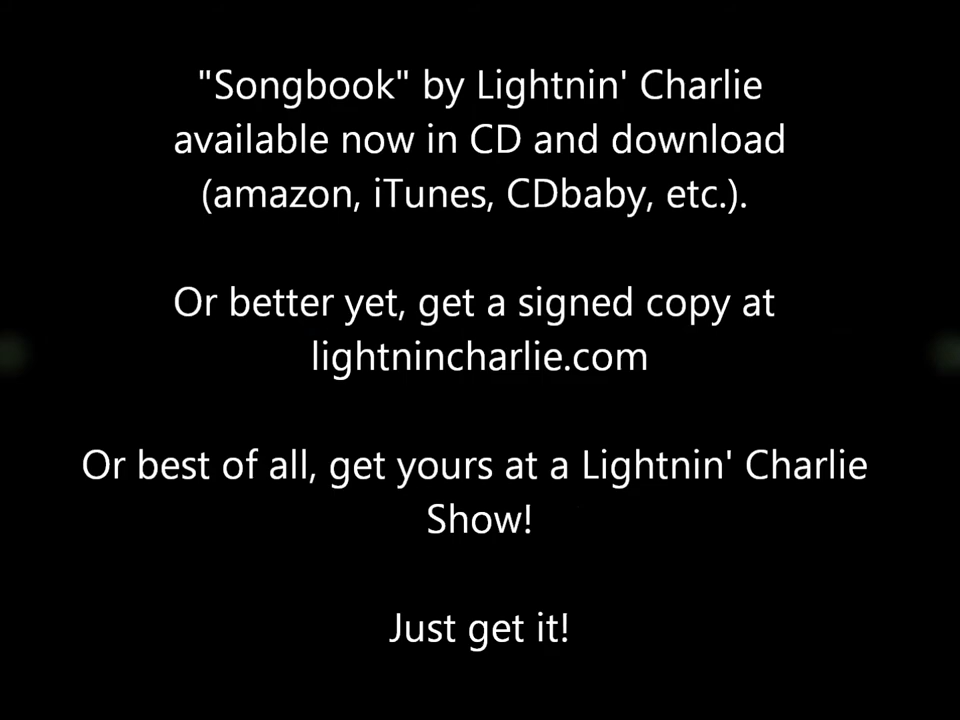 "Songbook" by Lightnin' Charlie
available now in CD and download
(amazon, iTunes, CDbaby, etc.).
Or better yet, get a signed copy at
lightnincharlie.com
Or best of all, get yours at a Lightnin' Charlie
Show!
Just get it!